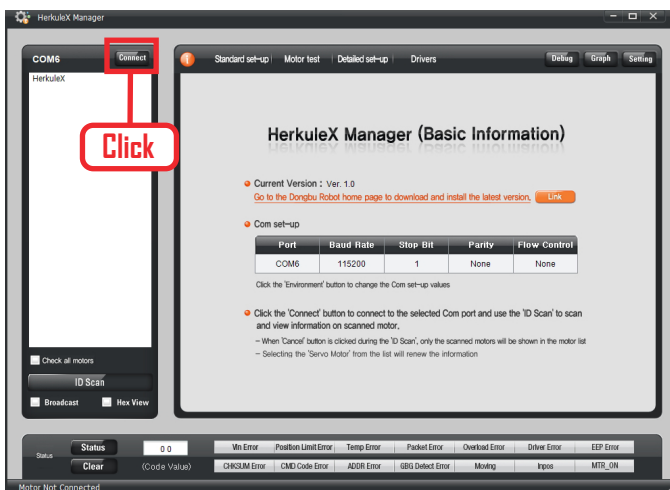 HerkuleX Manager
COM6
Connect
HerkuleX
Click
Standard set-up
Motor test
Detailed set-up
Drivers
Debug
Graph
Setting
HerkuleX Manager (Basic Information)
Current Version : Ver. 1.0
Go to the Dongbu Robot home page to download and install the latest version, Link
Com set-up
Port Baud Rate Stop Bit Parity Flow Control
COM6 115200 1 None None
Click the 'Environment' button to change the Com set-up values
Click the 'Connect' button to connect to the selected Com port and use the 'ID Scan' to scan
and view information on scanned motor,
- When 'Cancel' button is clicked during the 'ID Scan', only the scanned motors will be shown in the motor list
- Selecting the 'Servo Motor' from the list will renew the information
Check all motors
ID Scan
Broadcast Hex View
Status
Status
0 0
Vin Error Position Limit Error Temp Error Packet Error Overload Error Driver Error EEP Error
Clear
(Code Value)
CHKSUM Error CMD Code Error ADDR Error GBG Detect Error Moving Inpos MTR_ON
Motor Not Connected